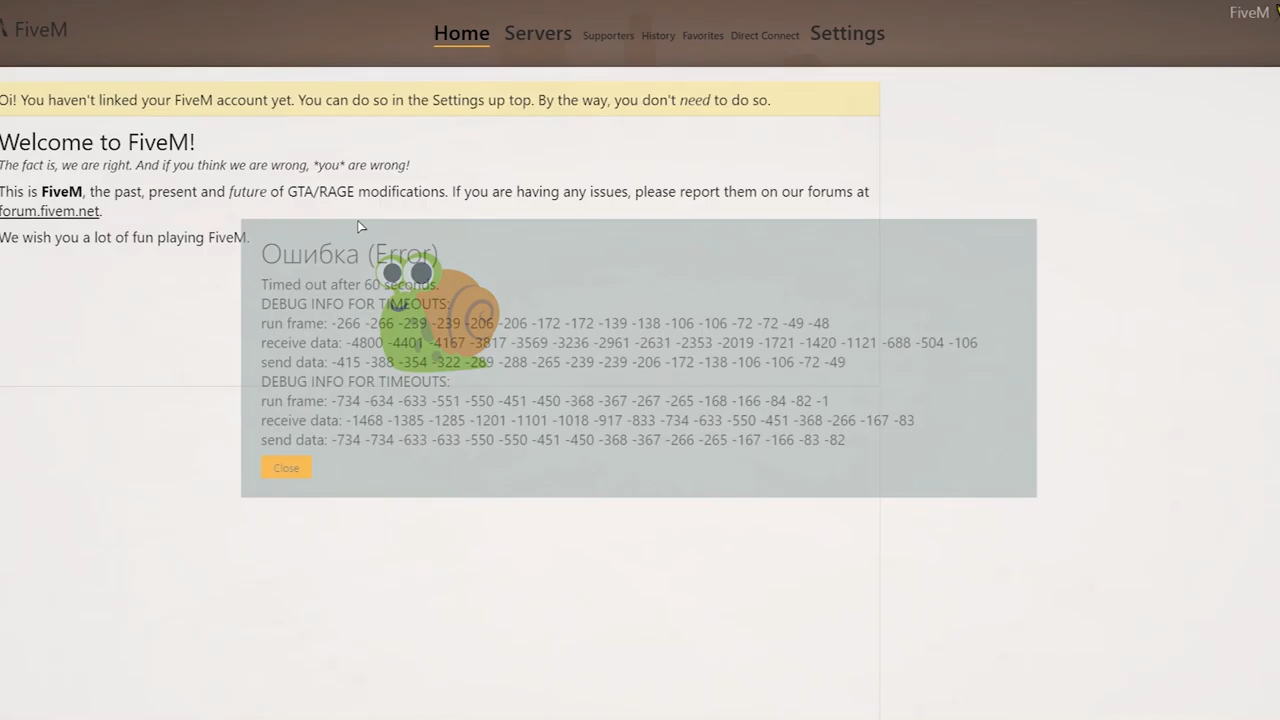 FiveM
FiveM
Home Servers Supporters History Favorites Direct Connect Settings
Oi! You haven't linked your FiveM account yet. You can do so in the Settings up top. By the way, you don't need to do so.
Welcome to FiveM!
The fact is, we are right. And if you think we are wrong, *you* are wrong!
This is FiveM, the past, present and future of GTA/RAGE modifications. If you are having any issues, please report them on our forums at
forum.fivem.net.
We wish you a lot of fun playing FiveM.
Ошибка (Error)
Timed out after 60 seconds.
DEBUG INFO FOR TIMEOUTS:
run frame: -266 -266 -239 -239 -206 -206 -172 -172 -139 -138 -106 -106 -72 -72 -49 -48
receive data: -4800 -4401 -4167 -3817 -3569 -3236 -2961 -2631 -2353 -2019 -1721 -1420 -1121 -688 -504 -106
send data: -415 -388 -354 -322 -289 -288 -265 -239 -239 -206 -172 -138 -106 -106 -72 -49
DEBUG INFO FOR TIMEOUTS:
run frame: -734 -634 -633 -551 -550 -451 -450 -368 -367 -267 -265 -168 -166 -84 -82 -1
receive data: -1468 -1385 -1285 -1201 -1101 -1018 -917 -833 -734 -633 -550 -451 -368 -266 -167 -83
send data: -734 -734 -633 -633 -550 -550 -451 -450 -368 -367 -266 -265 -167 -166 -83 -82
Close